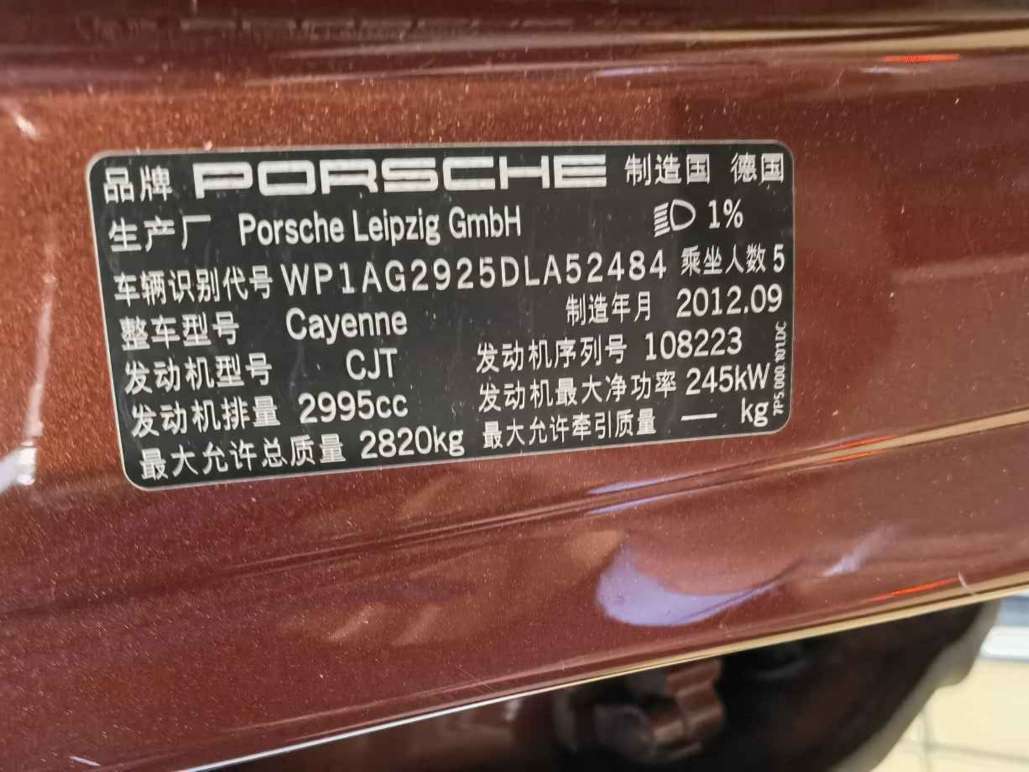 品牌 PORSCHE 制造国 德国
生产厂 Porsche Leipzig GmbH 1%
车辆识别代号 WP1AG2925DLA52484 乘坐人数 5
整车型号 Cayenne 制造年月 2012.09
发动机型号 CJT 发动机序列号 108223
发动机排量 2995cc 发动机最大净功率 245kW
最大允许总质量 2820kg 最大允许牵引质量 — kg
7P5.000.101.DC